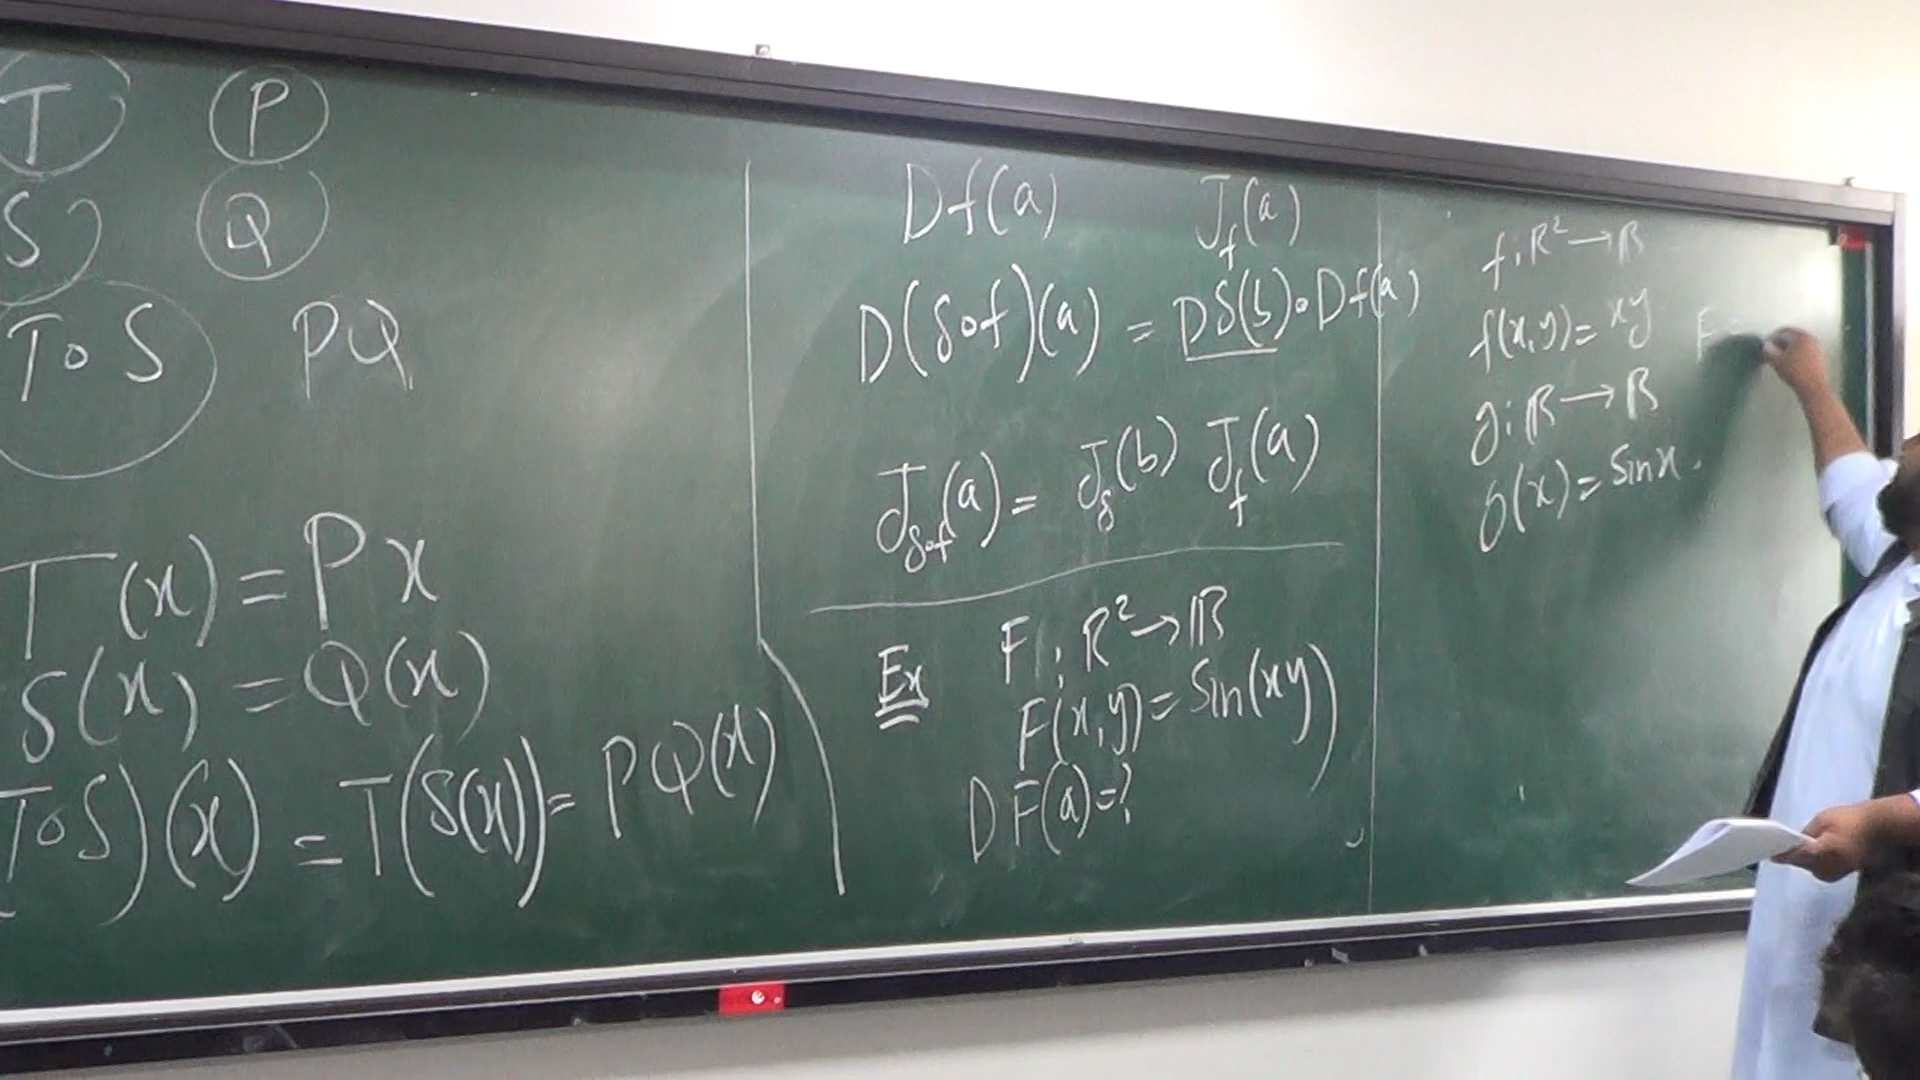 T P
S Q
T∘S PQ
T(x) = Px
S(x) = Q(x)
(T∘S)(x) = T(S(x)) = PQ(x)
Df(a) J_f(a)
D(g∘f)(a) = Dg(b)∘Df(a)
J_{g∘f}(a) = J_g(b) J_f(a)
Ex F: R² → R
F(x,y) = Sin(xy)
DF(a)=?
f: R² → R
f(x,y) = xy
g: R → R
g(x) = Sin x.
F